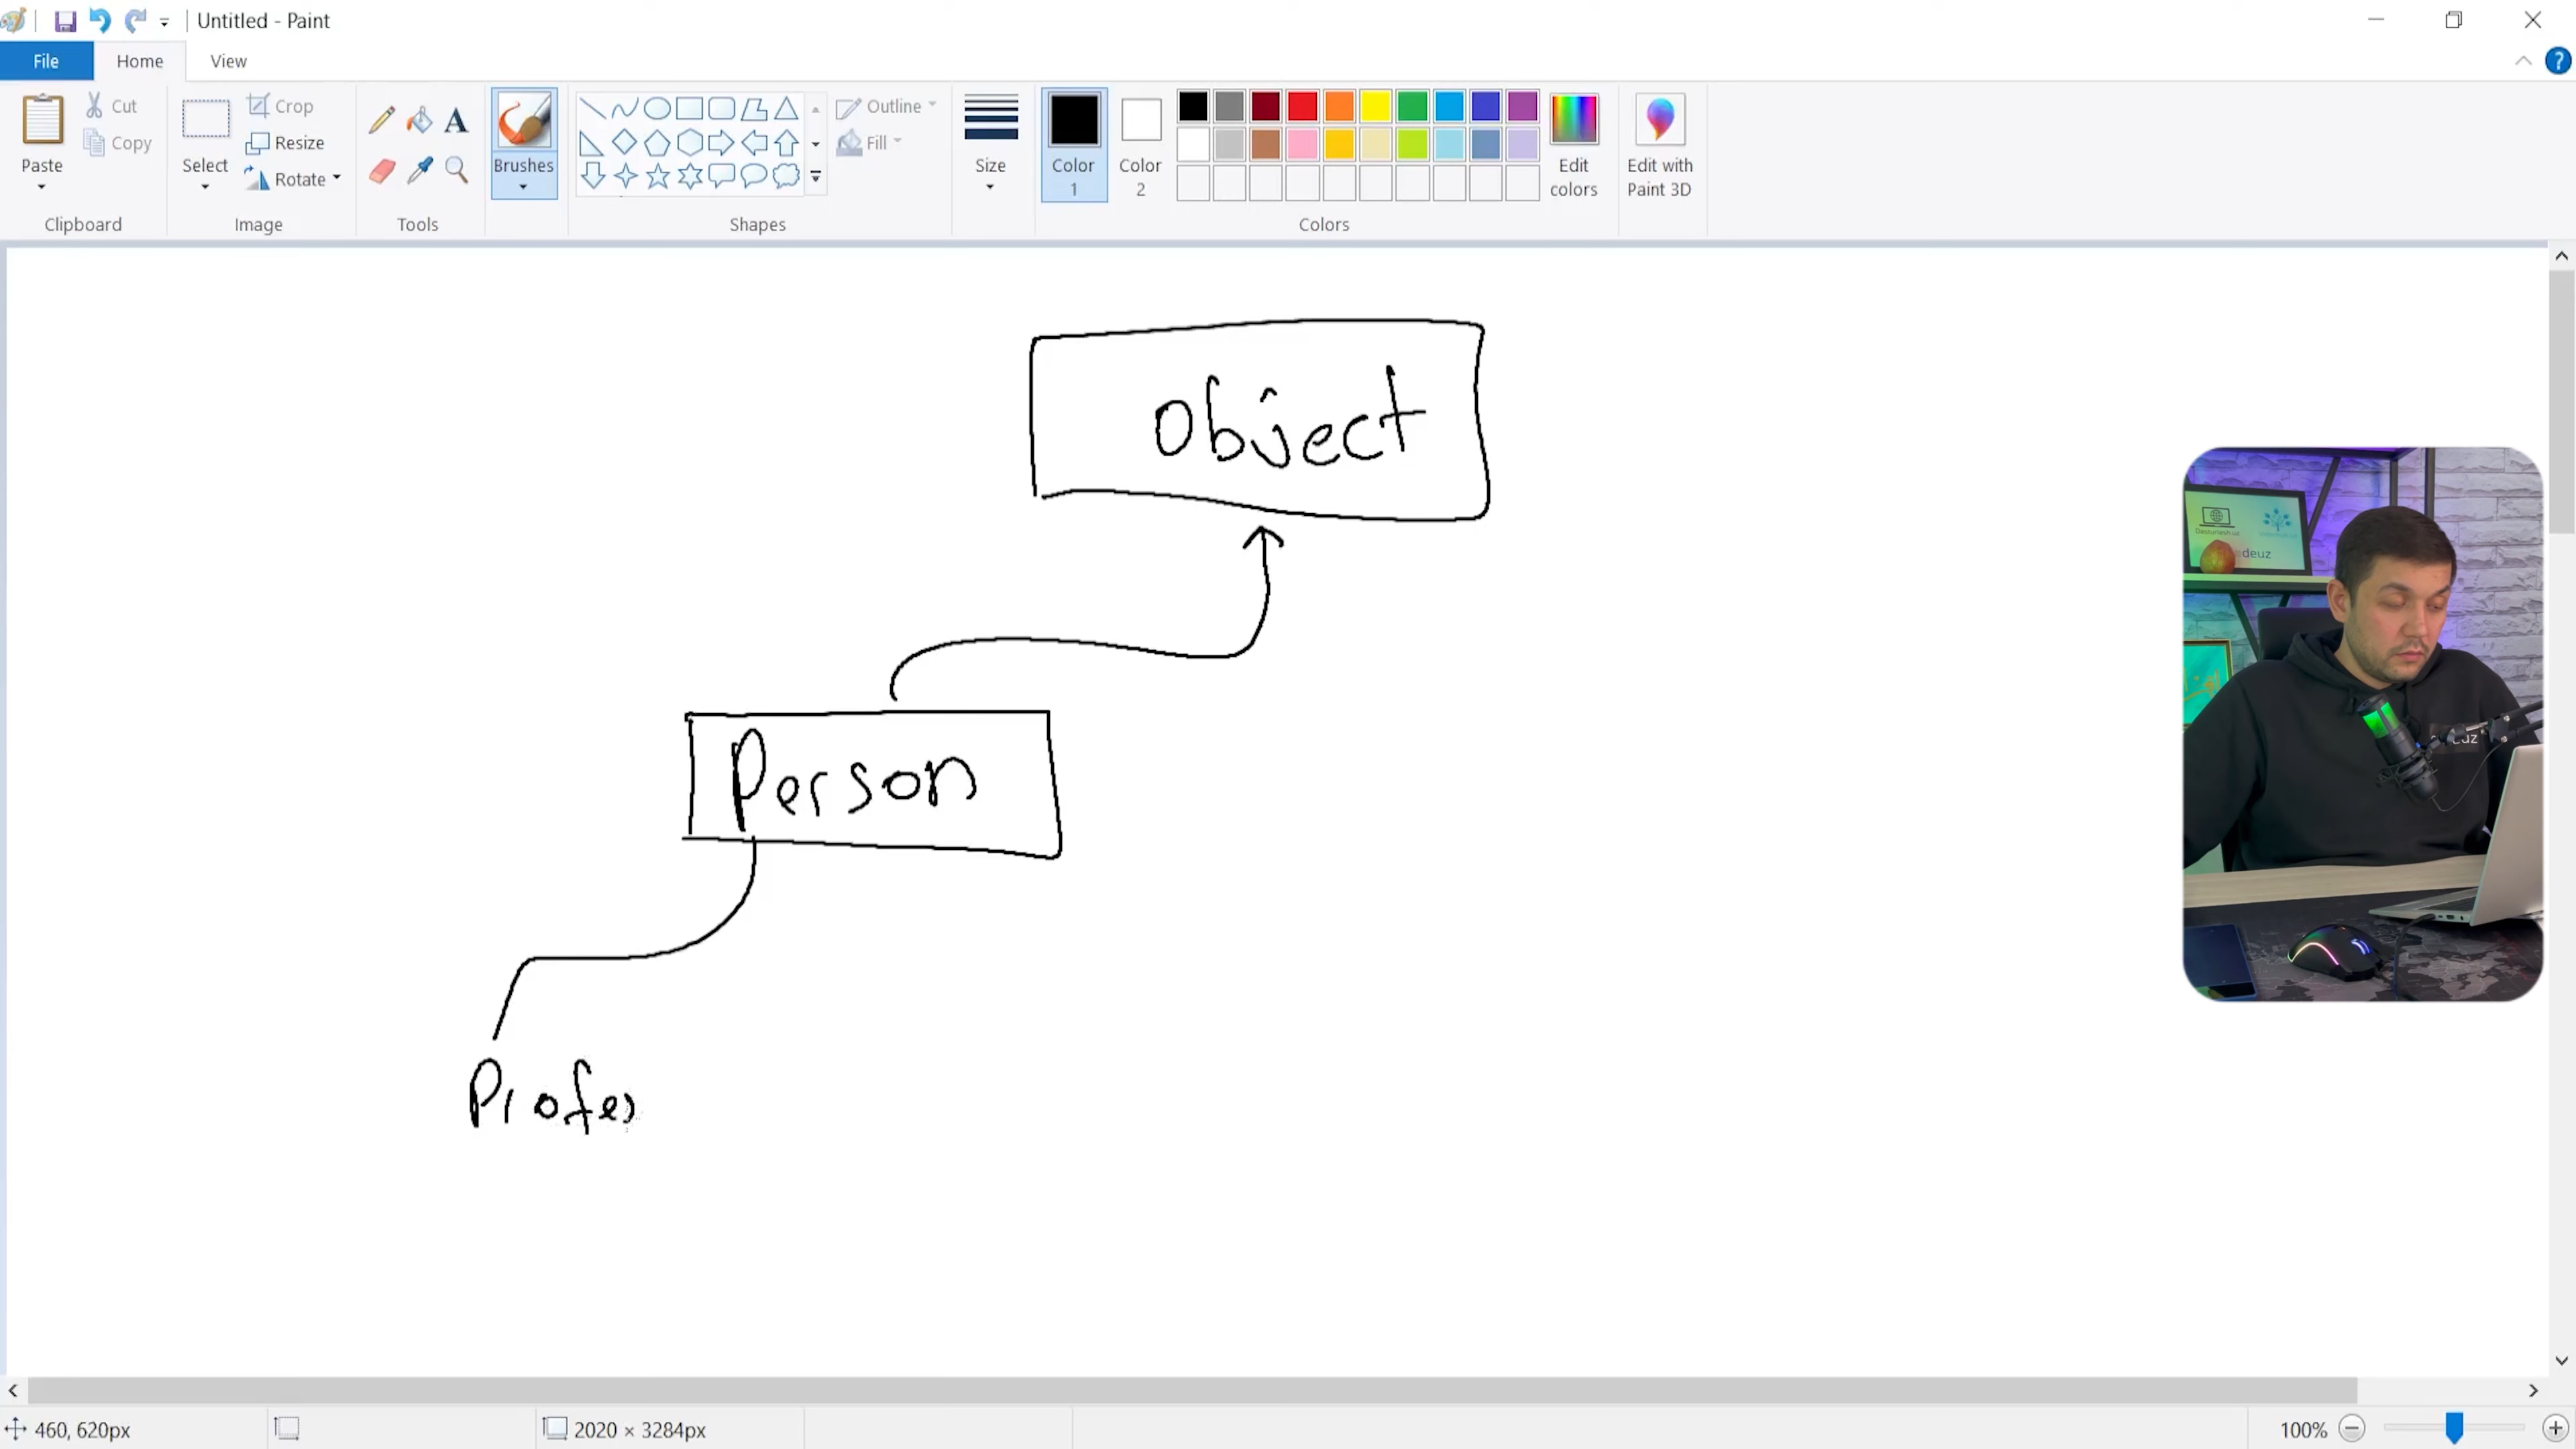 Untitled - Paint
File Home View
Paste
Cut
Copy
Clipboard
Select
Crop
Resize
Rotate
Image
Tools
Brushes
Outline
Fill
Shapes
Size
Color 1
Color 2
Edit colors
Colors
Edit with Paint 3D
Object
Person
Profes
deuz
460, 620px
2020 × 3284px
100%